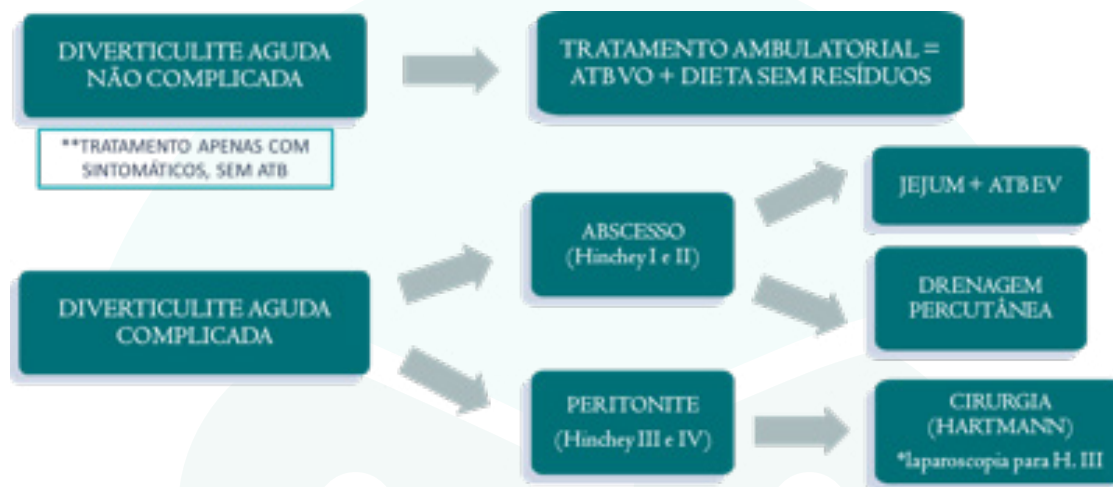 DIVERTICULITE AGUDA
NÃO COMPLICADA
TRATAMENTO AMBULATORIAL =
ATB VO + DIETA SEM RESÍDUOS
**TRATAMENTO APENAS COM
SINTOMÁTICOS, SEM ATB
DIVERTICULITE AGUDA
COMPLICADA
ABSCESSO
(Hinchey I e II)
JEJUM + ATB EV
DRENAGEM
PERCUTÂNEA
PERITONITE
(Hinchey III e IV)
CIRURGIA
(HARTMANN)
*laparoscopia para H. III